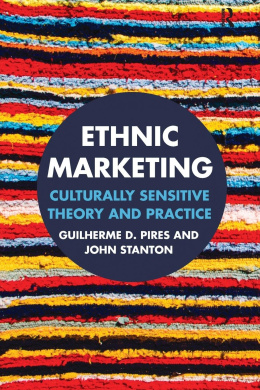 ETHNIC
MARKETING
CULTURALLY SENSITIVE
THEORY AND PRACTICE
GUILHERME D. PIRES AND
JOHN STANTON